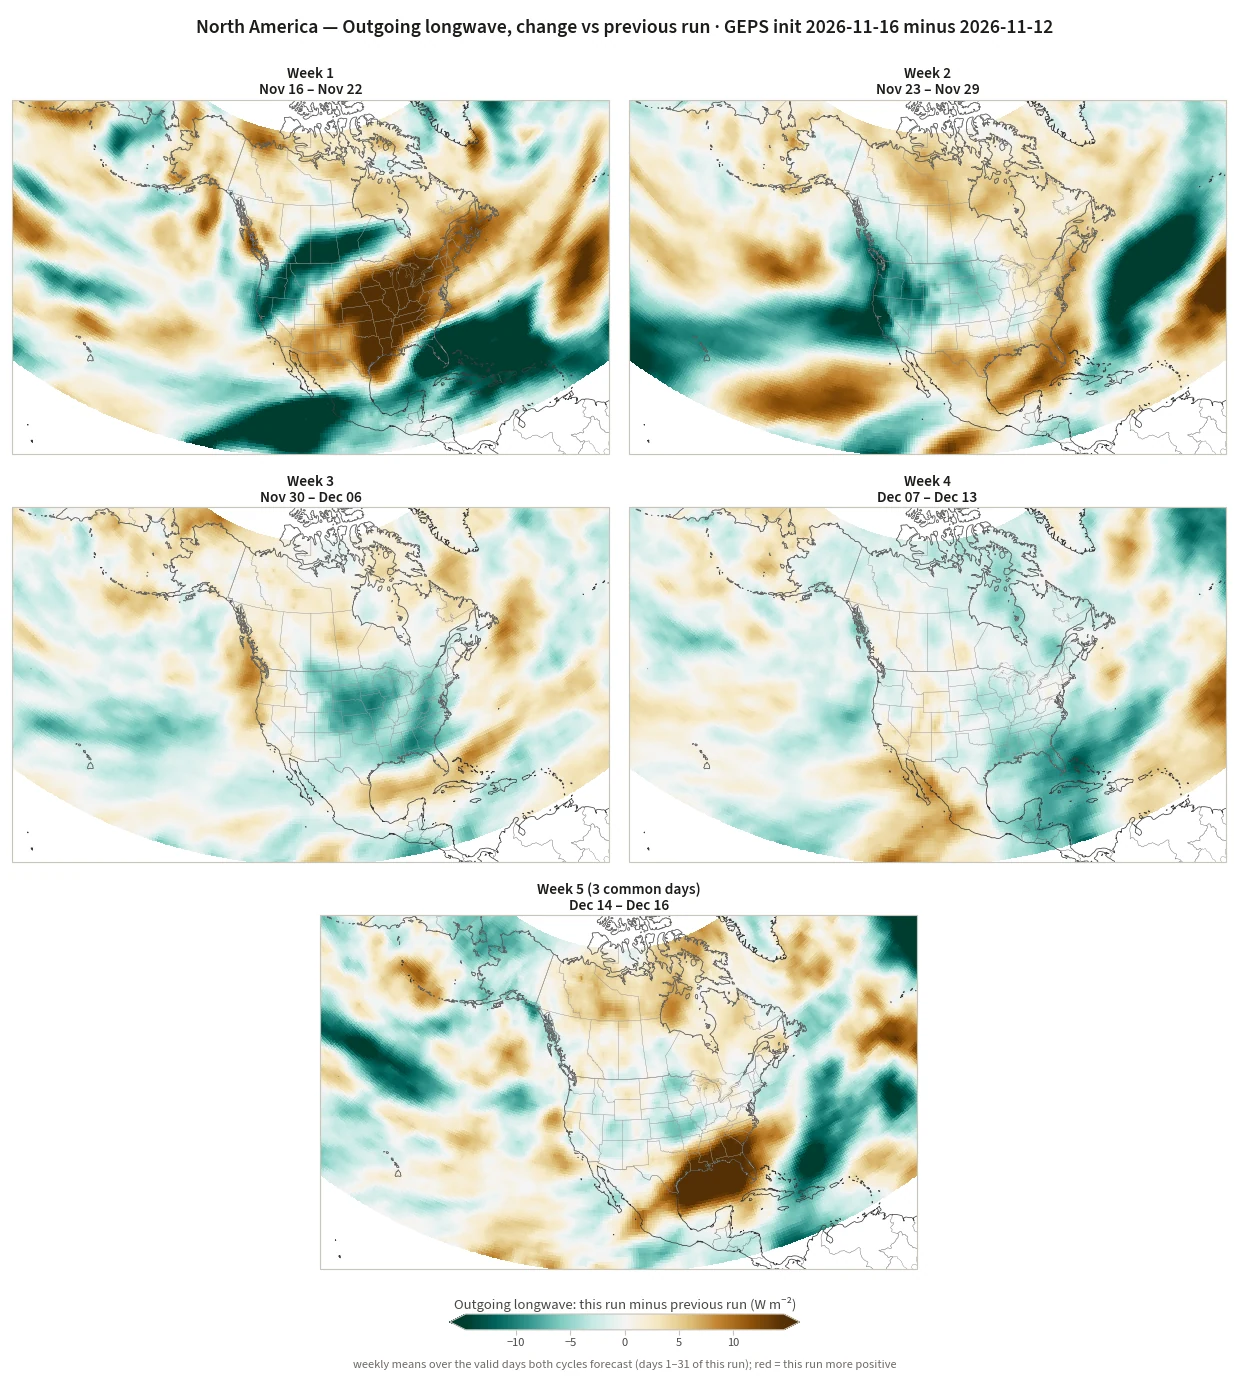 North America — Outgoing longwave, change vs previous run · GEPS init 2026-11-16 minus 2026-11-12
Week 1
Nov 16 – Nov 22
Week 2
Nov 23 – Nov 29
Week 3
Nov 30 – Dec 06
Week 4
Dec 07 – Dec 13
Week 5 (3 common days)
Dec 14 – Dec 16
Outgoing longwave: this run minus previous run (W m⁻²)
−10 −5 0 5 10
weekly means over the valid days both cycles forecast (days 1–31 of this run); red = this run more positive